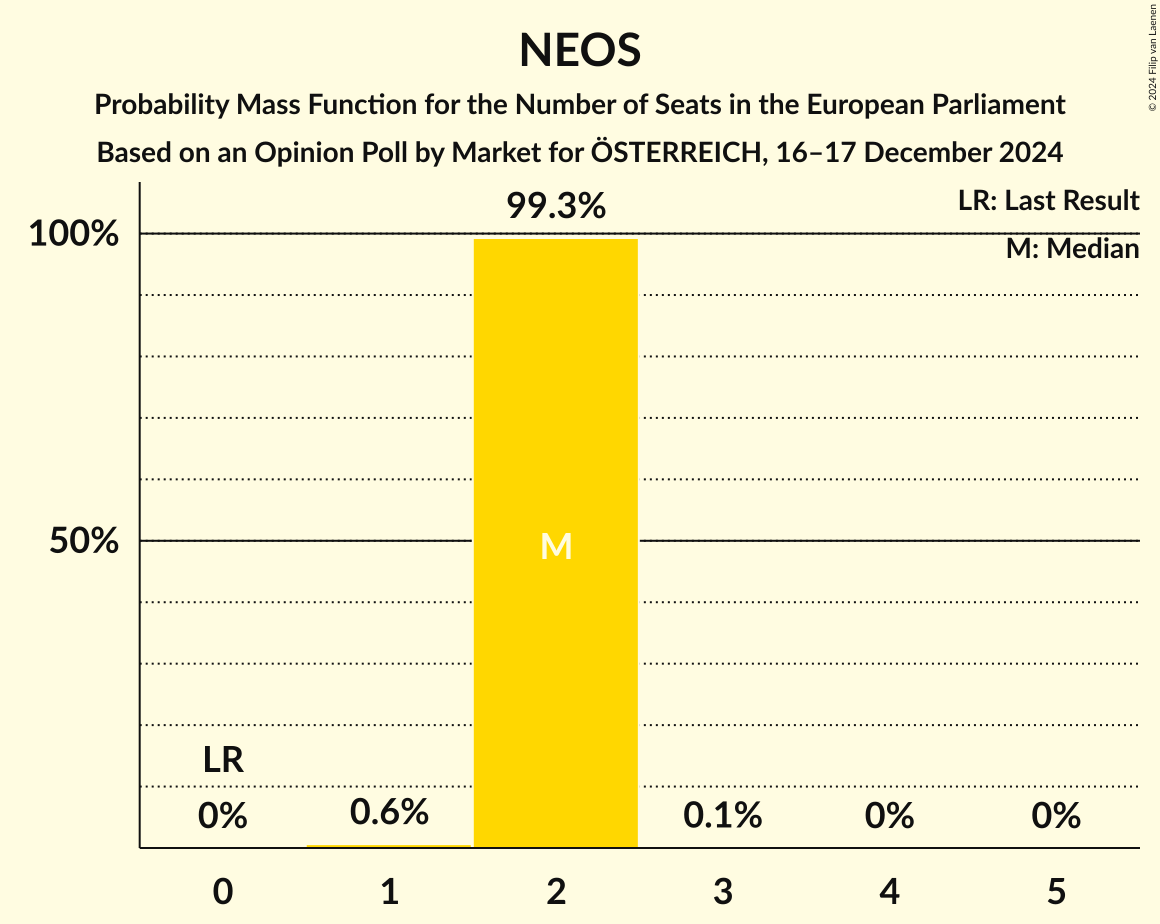 NEOS
Probability Mass Function for the Number of Seats in the European Parliament
Based on an Opinion Poll by Market for ÖSTERREICH, 16–17 December 2024
© 2024 Filip van Laenen
LR: Last Result
M: Median
99.3%
100%
50%
M
LR
0%
0.6%
0.1%
0%
0%
0
1
2
3
4
5